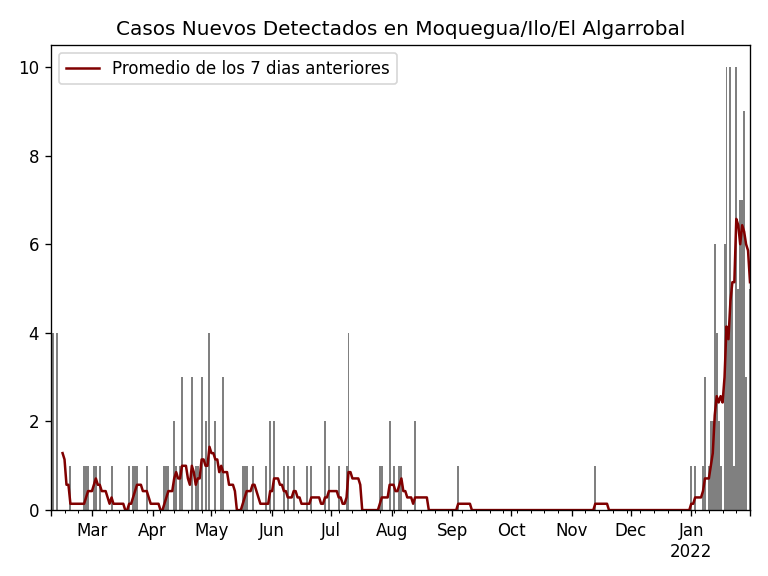 Casos Nuevos Detectados en Moquegua/Ilo/El Algarrobal
Promedio de los 7 dias anteriores
10
8
6
4
2
0
Mar Apr May Jun Jul Aug Sep Oct Nov Dec Jan
2022